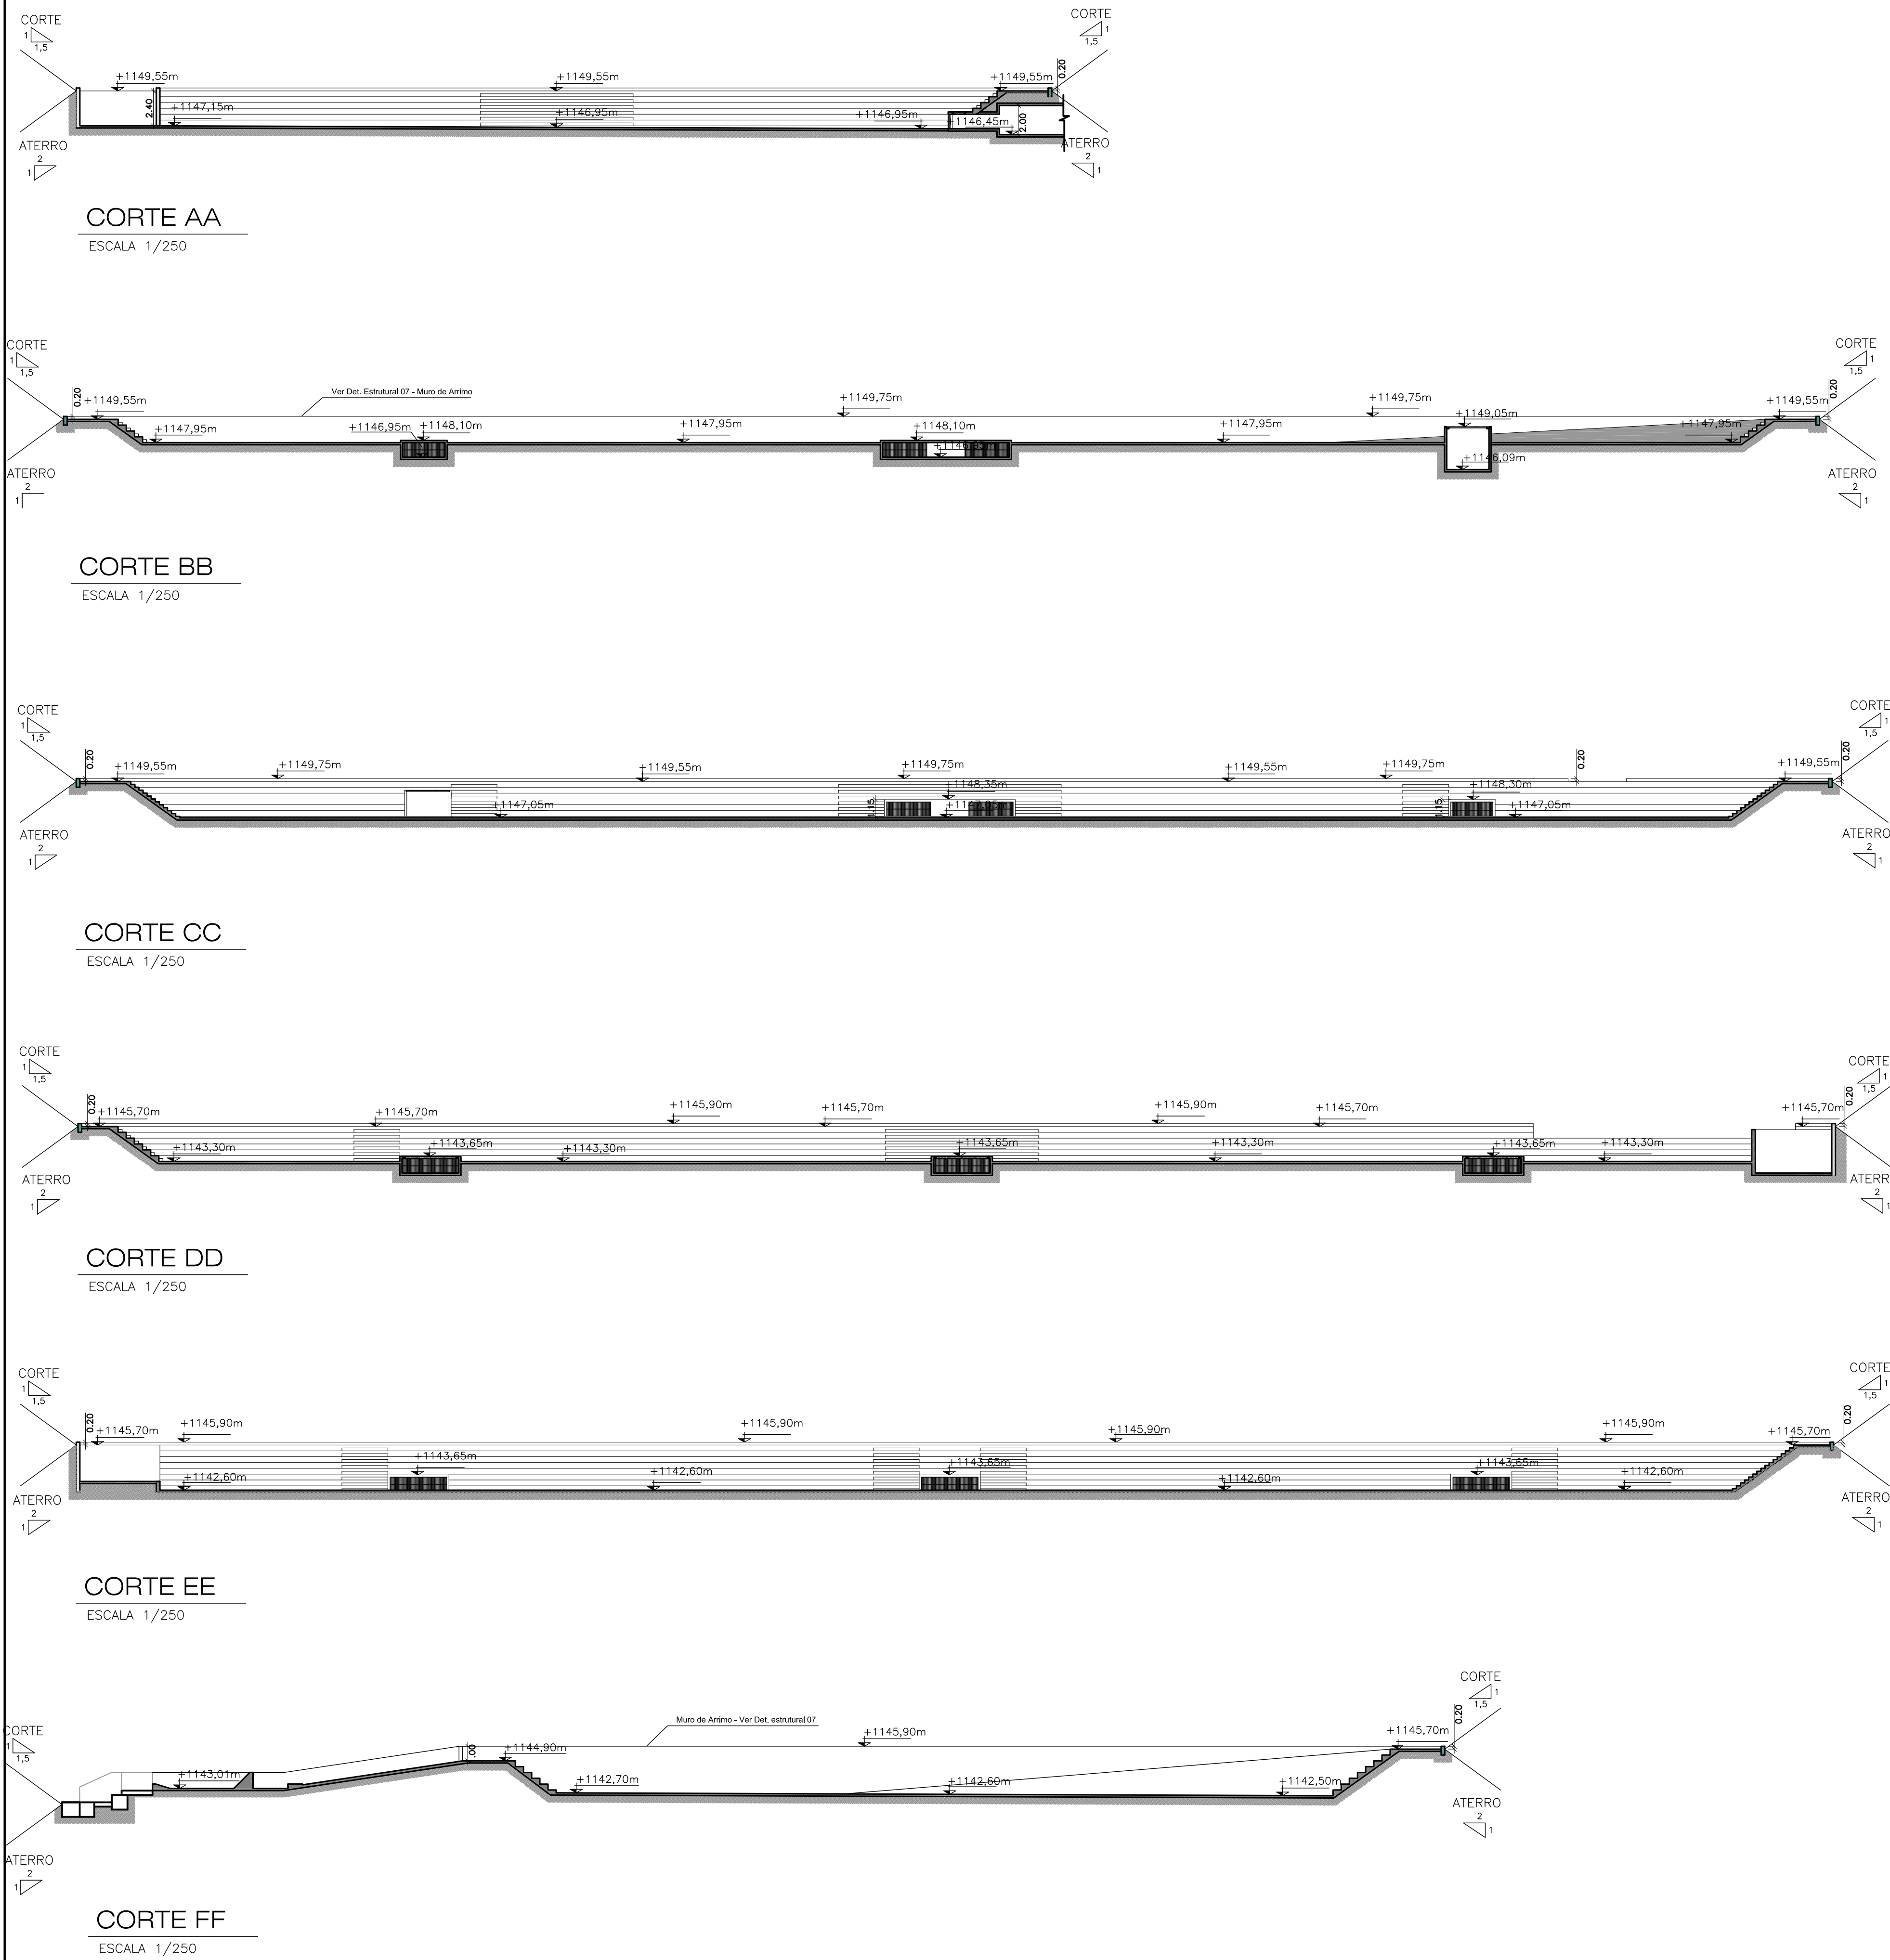 CORTE
1
1,5
CORTE
1
1,5
+1149,55m
+1149,55m
+1149,55m
0.20
2.40
+1147,15m
+1146,95m
+1146,95m
+1146,45m
2.00
ATERRO
2
1
ATERRO
2
1
CORTE AA
ESCALA 1/250
CORTE
1
1,5
CORTE
1
1,5
0.20
+1149,55m
Ver Det. Estrutural 07 - Muro de Arrimo
+1149,75m
+1149,75m
+1149,55m
0.20
+1147,95m
+1146,95m
+1148,10m
+1147,95m
+1148,10m
+1147,95m
+1149,05m
+1147,95m
+1146,09m
ATERRO
2
1
ATERRO
2
1
CORTE BB
ESCALA 1/250
CORTE
1
1,5
CORTE
1
1,5
0.20
+1149,55m
+1149,75m
+1149,55m
+1149,75m
+1149,55m
+1149,75m
0.20
+1149,55m
0.20
+1148,35m
+1148,30m
1.15
1.15
+1147,05m
+1147,05m
+1147,05m
ATERRO
2
1
ATERRO
2
1
CORTE CC
ESCALA 1/250
CORTE
1
1,5
CORTE
1
1,5
0.20
+1145,70m
+1145,70m
+1145,90m
+1145,70m
+1145,90m
+1145,70m
+1145,70m
0.20
+1143,30m
+1143,65m
+1143,30m
+1143,65m
+1143,30m
+1143,65m
+1143,30m
ATERRO
2
1
ATERR
2
1
CORTE DD
ESCALA 1/250
CORTE
1
1,5
CORTE
1
1,5
0.20
+1145,70m
+1145,90m
+1145,90m
+1145,90m
+1145,90m
+1145,70m
0.20
+1143,65m
+1143,65m
+1143,65m
+1142,60m
+1142,60m
+1142,60m
+1142,60m
ATERRO
2
1
ATERRO
2
1
CORTE EE
ESCALA 1/250
CORTE
1
1,5
CORTE
1
1,5
Muro de Arrimo - Ver Det. estrutural 07
+1145,90m
+1145,70m
0.20
.00
+1144,90m
+1143,01m
+1142,70m
+1142,60m
+1142,50m
ATERRO
2
1
ATERRO
2
1
CORTE FF
ESCALA 1/250